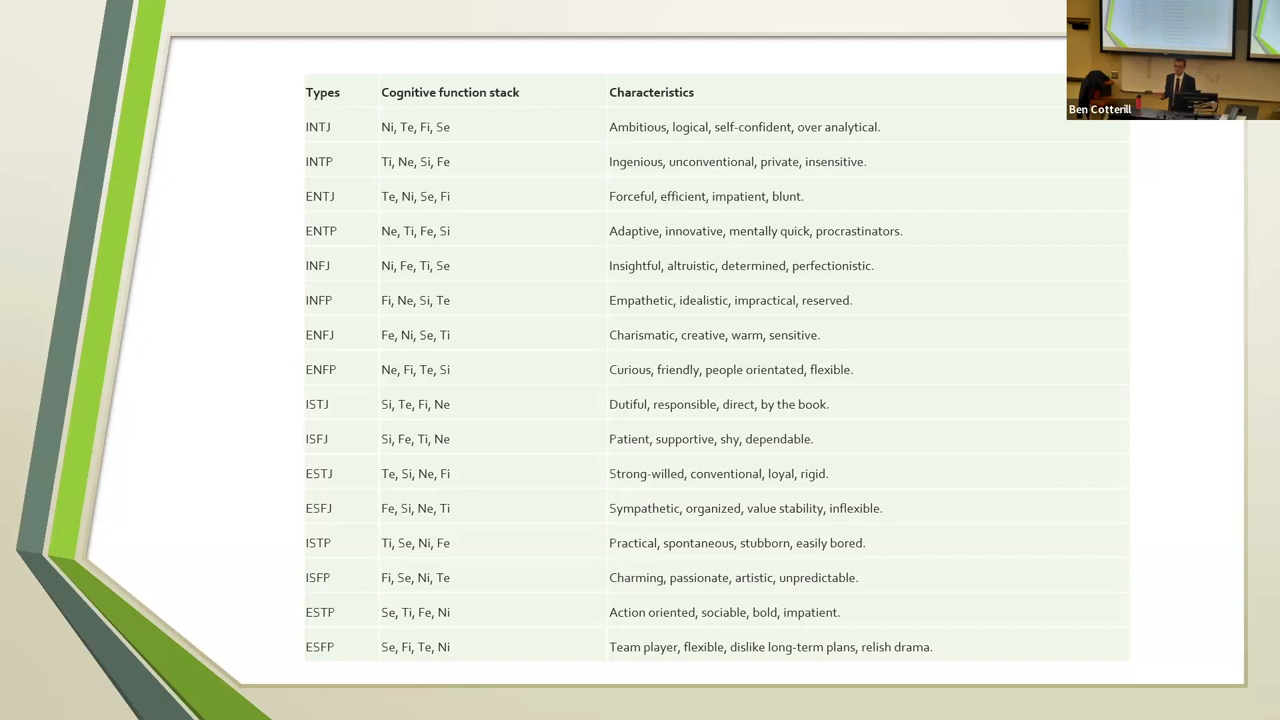 Types Cognitive function stack Characteristics
INTJ Ni, Te, Fi, Se Ambitious, logical, self-confident, over analytical.
INTP Ti, Ne, Si, Fe Ingenious, unconventional, private, insensitive.
ENTJ Te, Ni, Se, Fi Forceful, efficient, impatient, blunt.
ENTP Ne, Ti, Fe, Si Adaptive, innovative, mentally quick, procrastinators.
INFJ Ni, Fe, Ti, Se Insightful, altruistic, determined, perfectionistic.
INFP Fi, Ne, Si, Te Empathetic, idealistic, impractical, reserved.
ENFJ Fe, Ni, Se, Ti Charismatic, creative, warm, sensitive.
ENFP Ne, Fi, Te, Si Curious, friendly, people orientated, flexible.
ISTJ Si, Te, Fi, Ne Dutiful, responsible, direct, by the book.
ISFJ Si, Fe, Ti, Ne Patient, supportive, shy, dependable.
ESTJ Te, Si, Ne, Fi Strong-willed, conventional, loyal, rigid.
ESFJ Fe, Si, Ne, Ti Sympathetic, organized, value stability, inflexible.
ISTP Ti, Se, Ni, Fe Practical, spontaneous, stubborn, easily bored.
ISFP Fi, Se, Ni, Te Charming, passionate, artistic, unpredictable.
ESTP Se, Ti, Fe, Ni Action oriented, sociable, bold, impatient.
ESFP Se, Fi, Te, Ni Team player, flexible, dislike long-term plans, relish drama.
Ben Cotterill